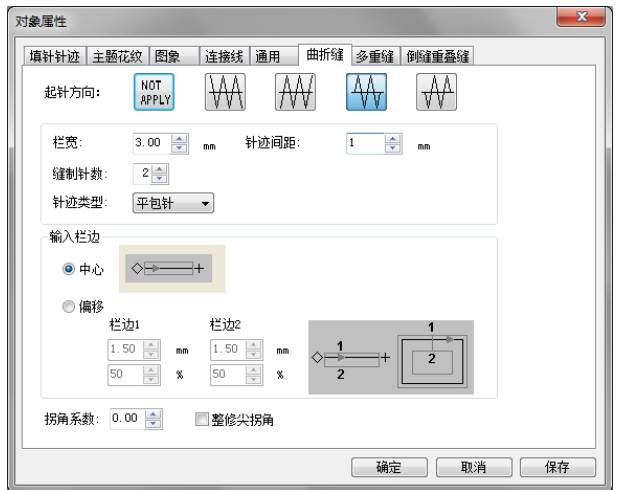 对象属性
填针针迹 主题花纹 图象 连接线 通用 曲折缝 多重缝 倒缝重叠缝
起针方向: NOT APPLY
栏宽: 3.00 mm 针迹间距: 1 mm
缝制针数: 2
针迹类型: 平包针
输入栏边
中心
偏移
栏边1 栏边2
1.50 mm 1.50 mm
50 % 50 %
1
2
1
2
拐角系数: 0.00 整修尖拐角
确定 取消 保存